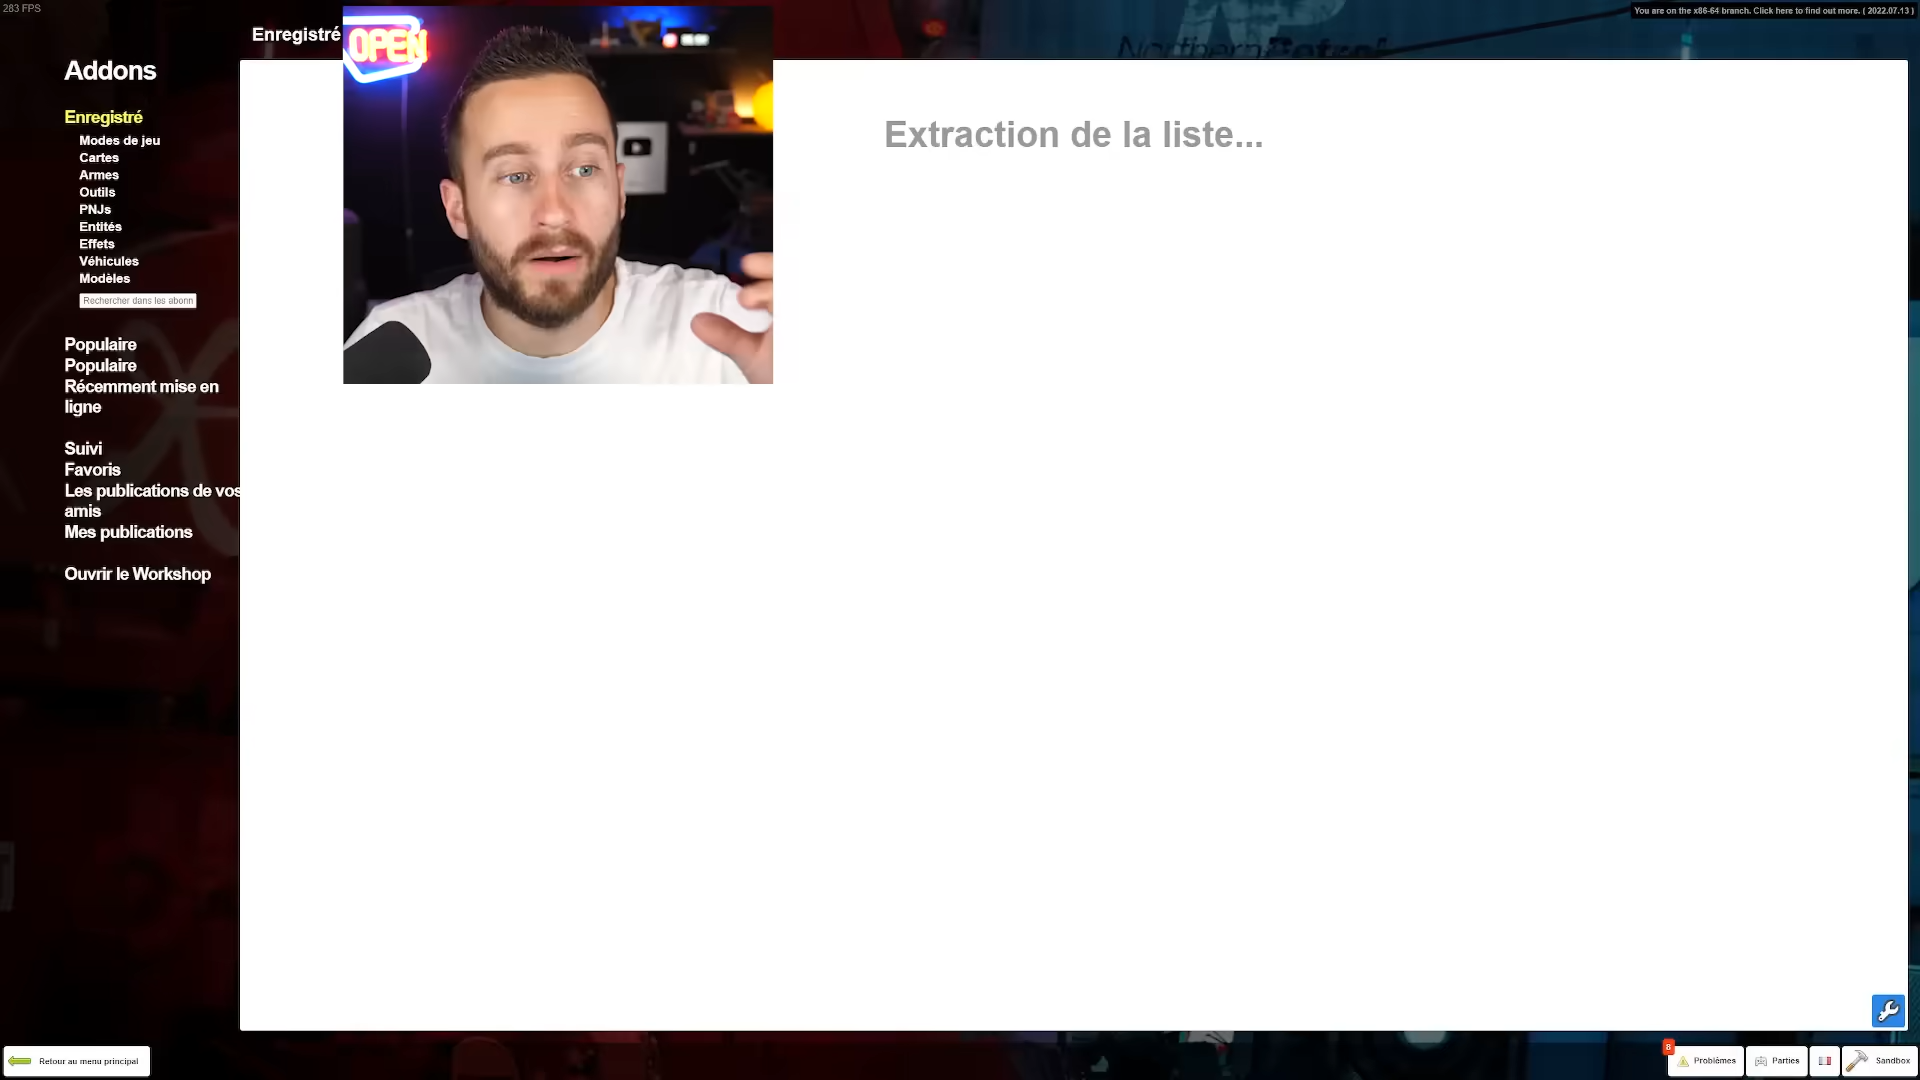 283 FPS
You are on the x86-64 branch. Click here to find out more. ( 2022.07.13 )
Enregistré
OPEN
Northern Petrol
Addons
Enregistré
Modes de jeu
Cartes
Armes
Outils
PNJs
Entités
Effets
Véhicules
Modèles
Rechercher dans les abonn
Populaire
Populaire
Récemment mise en
ligne
Suivi
Favoris
Les publications de vos
amis
Mes publications
Ouvrir le Workshop
Extraction de la liste...
Retour au menu principal
8
Problèmes
Parties
Sandbox